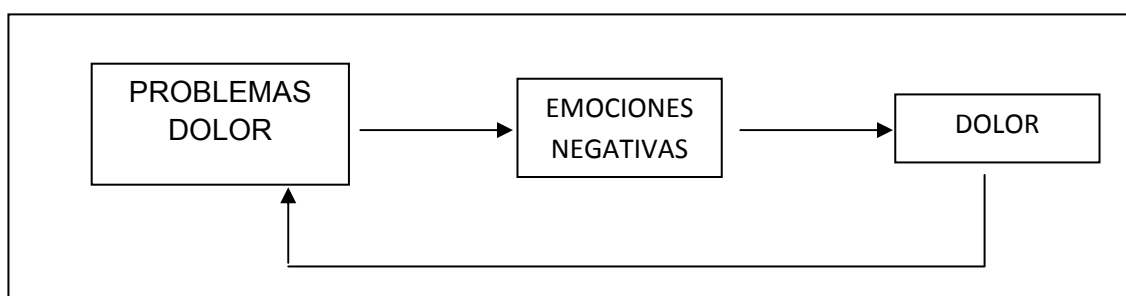 PROBLEMAS
DOLOR
EMOCIONES
NEGATIVAS
DOLOR